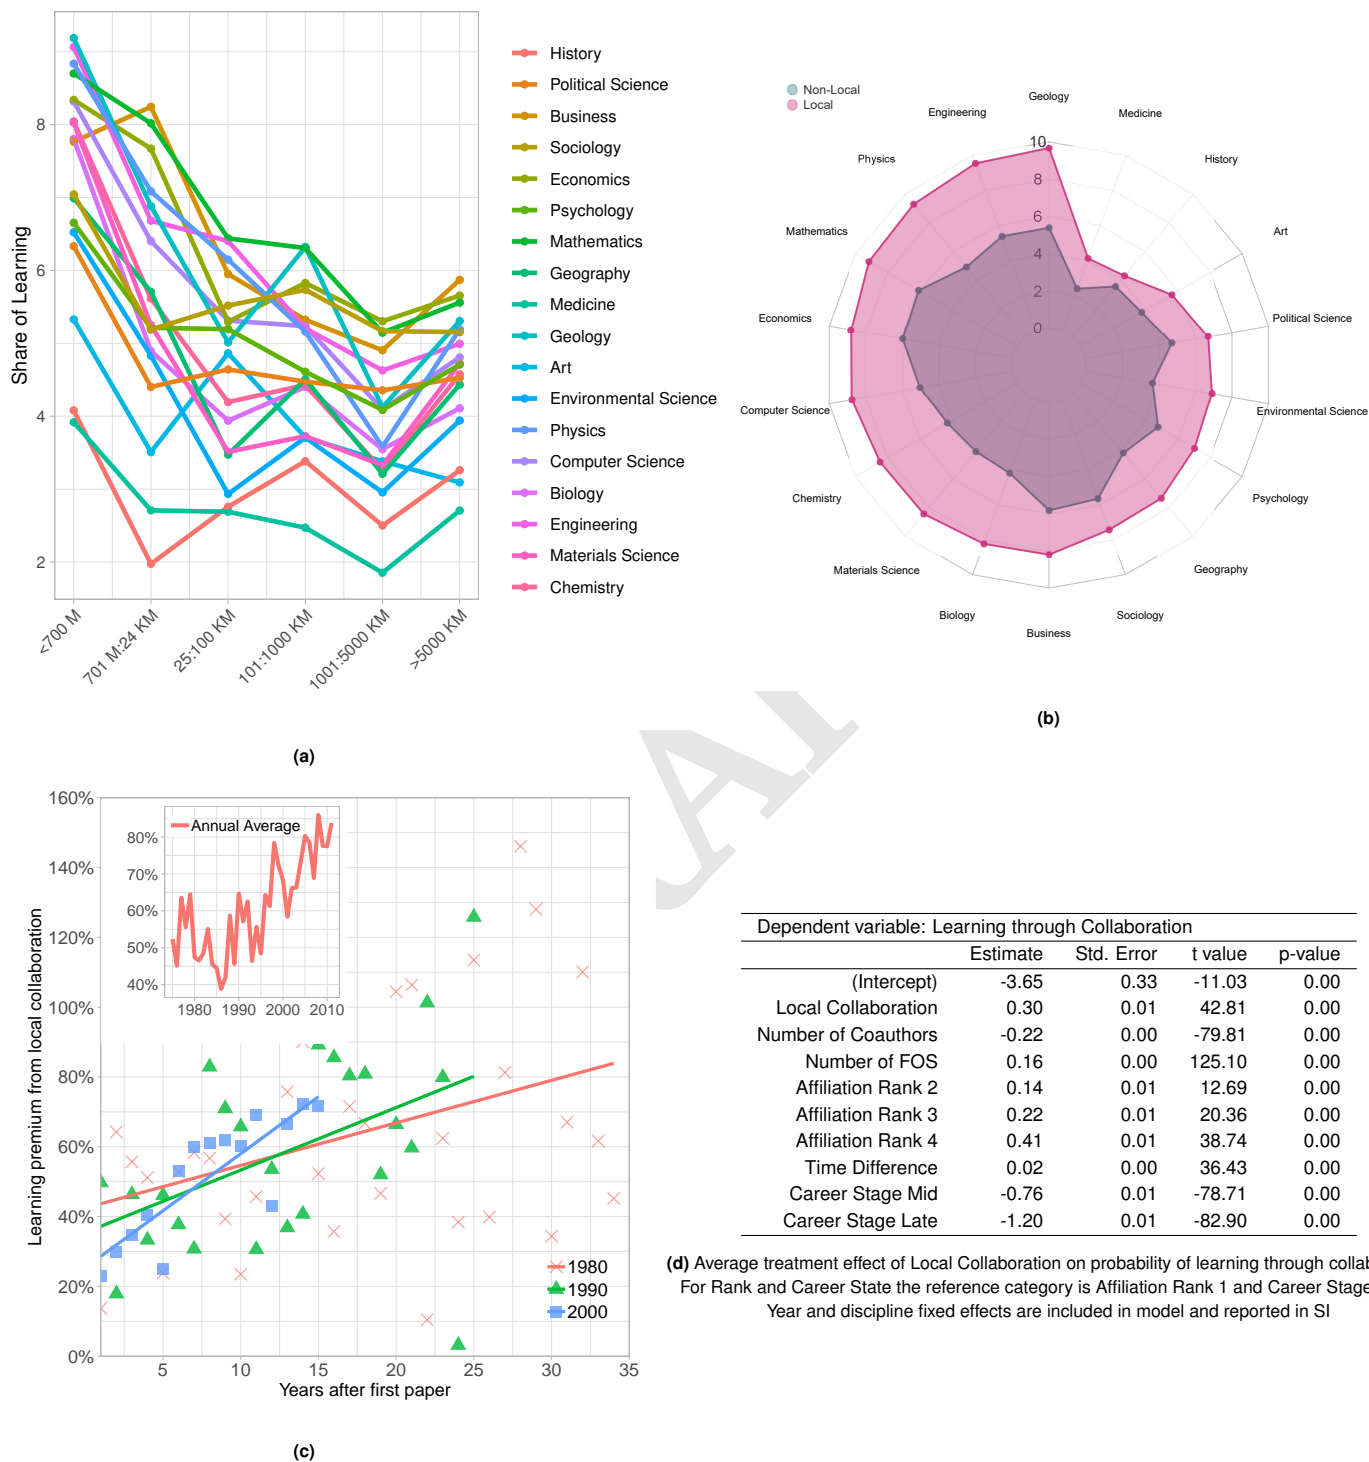 Share of Learning
8
6
4
2
<700 M
701 M:24 KM
25:100 KM
101:1000 KM
1001:5000 KM
>5000 KM
History
Political Science
Business
Sociology
Economics
Psychology
Mathematics
Geography
Medicine
Geology
Art
Environmental Science
Physics
Computer Science
Biology
Engineering
Materials Science
Chemistry
(a)
Non-Local
Local
Geology
Medicine
History
Art
Political Science
Environmental Science
Psychology
Geography
Sociology
Business
Biology
Materials Science
Chemistry
Computer Science
Economics
Mathematics
Physics
Engineering
10
8
6
4
2
0
(b)
Learning premium from local collaboration
160%
140%
120%
100%
80%
60%
40%
20%
0%
Annual Average
80%
70%
60%
50%
40%
1980 1990 2000 2010
1980
1990
2000
5 10 15 20 25 30 35
Years after first paper
(c)
Dependent variable: Learning through Collaboration
Estimate Std. Error t value p-value
(Intercept) -3.65 0.33 -11.03 0.00
Local Collaboration 0.30 0.01 42.81 0.00
Number of Coauthors -0.22 0.00 -79.81 0.00
Number of FOS 0.16 0.00 125.10 0.00
Affiliation Rank 2 0.14 0.01 12.69 0.00
Affiliation Rank 3 0.22 0.01 20.36 0.00
Affiliation Rank 4 0.41 0.01 38.74 0.00
Time Difference 0.02 0.00 36.43 0.00
Career Stage Mid -0.76 0.01 -78.71 0.00
Career Stage Late -1.20 0.01 -82.90 0.00
(d) Average treatment effect of Local Collaboration on probability of learning through collab
For Rank and Career State the reference category is Affiliation Rank 1 and Career Stage
Year and discipline fixed effects are included in model and reported in SI